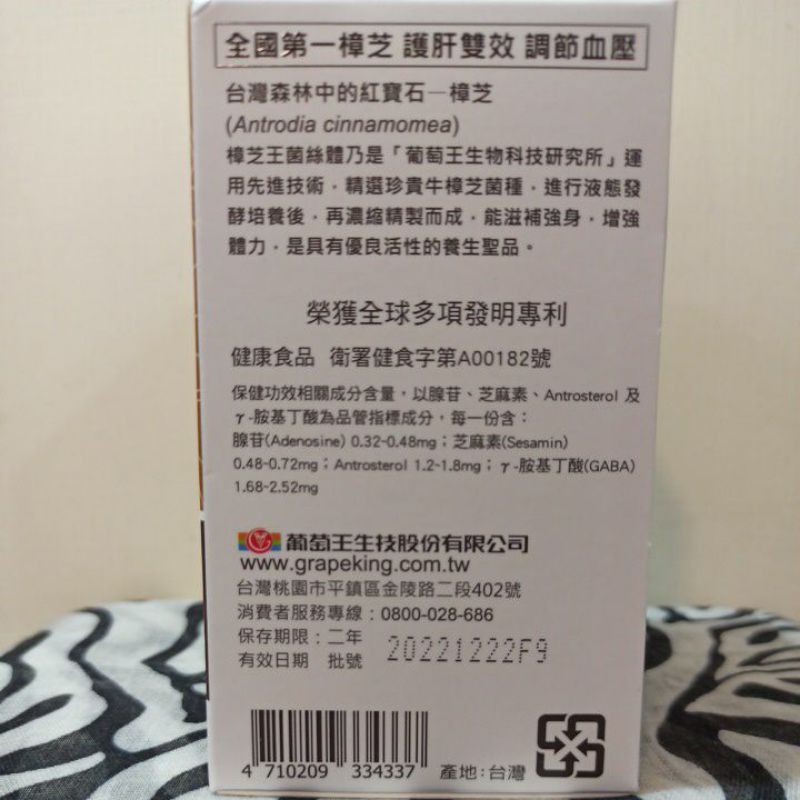 全國第一樟芝 護肝雙效 調節血壓
台灣森林中的紅寶石—樟芝
(Antrodia cinnamomea)
樟芝王菌絲體乃是「葡萄王生物科技研究所」運
用先進技術，精選珍貴牛樟芝菌種，進行液態發
酵培養後，再濃縮精製而成，能滋補強身，增強
體力，是具有優良活性的養生聖品。
榮獲全球多項發明專利
健康食品 衛署健食字第A00182號
保健功效相關成分含量，以腺苷、芝麻素、Antrosterol 及
γ-胺基丁酸為品管指標成分，每一份含：
腺苷(Adenosine) 0.32-0.48mg；芝麻素(Sesamin)
0.48-0.72mg；Antrosterol 1.2-1.8mg；γ-胺基丁酸(GABA)
1.68-2.52mg
葡萄王生技股份有限公司
www.grapeking.com.tw
台灣桃園市平鎮區金陵路二段402號
消費者服務專線：0800-028-686
保存期限：二年
有效日期 批號 20221222F9
4 710209 334337 產地：台灣